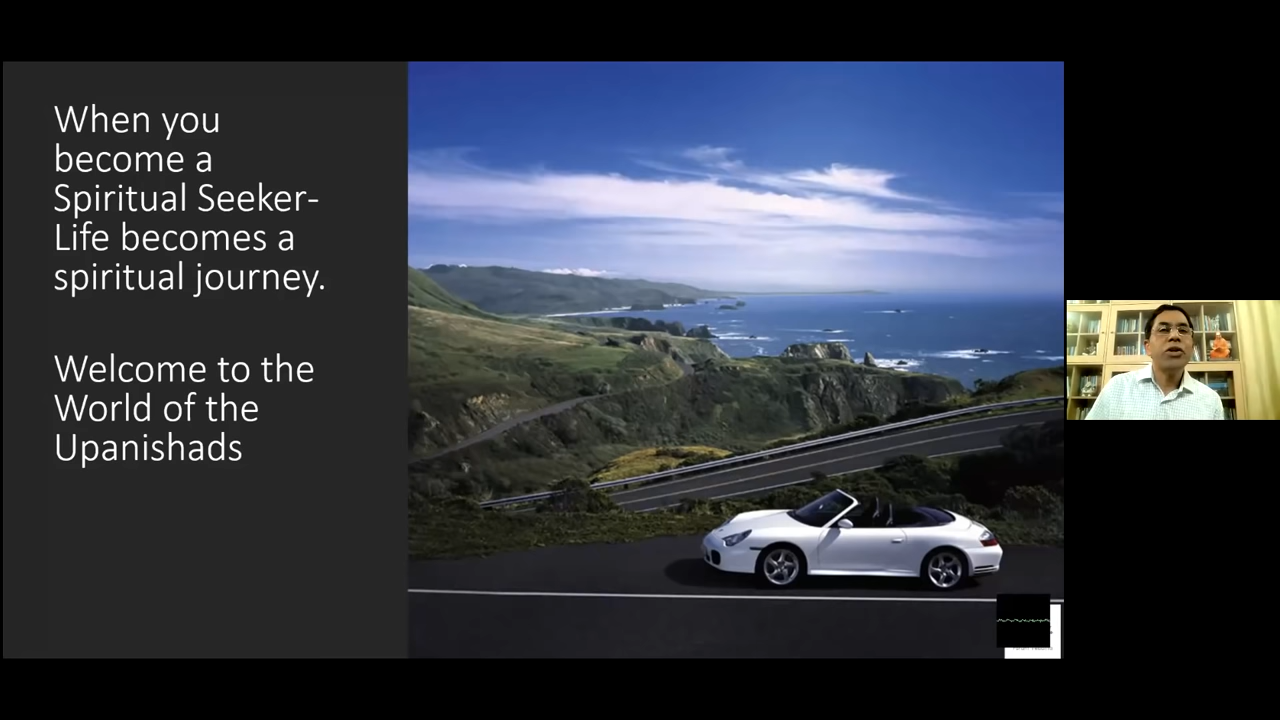 When you
become a
Spiritual Seeker-
Life becomes a
spiritual journey.
Welcome to the
World of the
Upanishads